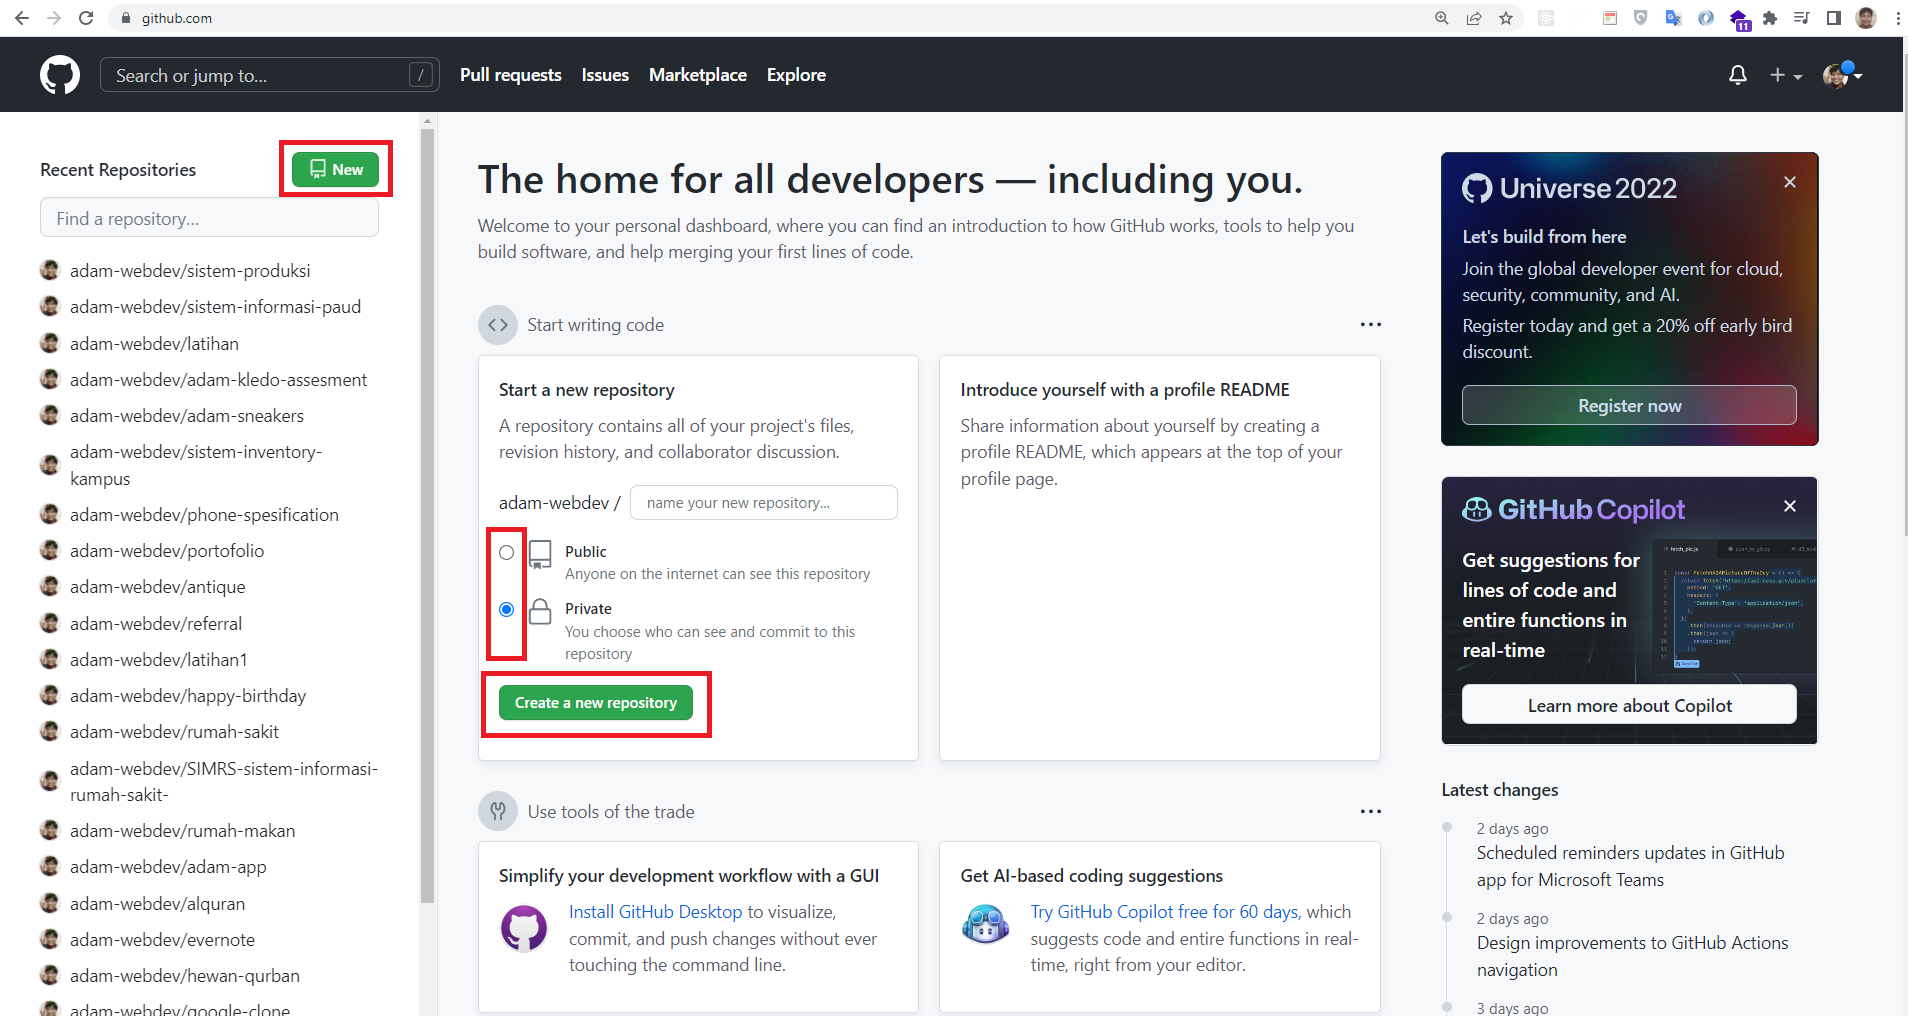 github.com
11
Search or jump to...
/
Pull requests
Issues
Marketplace
Explore
Recent Repositories
New
Find a repository...
adam-webdev/sistem-produksi
adam-webdev/sistem-informasi-paud
adam-webdev/latihan
adam-webdev/adam-kledo-assesment
adam-webdev/adam-sneakers
adam-webdev/sistem-inventory-
kampus
adam-webdev/phone-spesification
adam-webdev/portofolio
adam-webdev/antique
adam-webdev/referral
adam-webdev/latihan1
adam-webdev/happy-birthday
adam-webdev/rumah-sakit
adam-webdev/SIMRS-sistem-informasi-
rumah-sakit-
adam-webdev/rumah-makan
adam-webdev/adam-app
adam-webdev/alquran
adam-webdev/evernote
adam-webdev/hewan-qurban
adam-webdev/google-clone
The home for all developers — including you.
Welcome to your personal dashboard, where you can find an introduction to how GitHub works, tools to help you
build software, and help merging your first lines of code.
Start writing code
Start a new repository
A repository contains all of your project's files,
revision history, and collaborator discussion.
adam-webdev /
name your new repository...
Public
Anyone on the internet can see this repository
Private
You choose who can see and commit to this
repository
Create a new repository
Introduce yourself with a profile README
Share information about yourself by creating a
profile README, which appears at the top of your
profile page.
Use tools of the trade
Simplify your development workflow with a GUI
Install GitHub Desktop to visualize,
commit, and push changes without ever
touching the command line.
Get AI-based coding suggestions
Try GitHub Copilot free for 60 days, which
suggests code and entire functions in real-
time, right from your editor.
Universe 2022
Let's build from here
Join the global developer event for cloud,
security, community, and AI.
Register today and get a 20% off early bird
discount.
Register now
GitHub Copilot
Get suggestions for
lines of code and
entire functions in
real-time
fetch_pic.js
Learn more about Copilot
Latest changes
2 days ago
Scheduled reminders updates in GitHub
app for Microsoft Teams
2 days ago
Design improvements to GitHub Actions
navigation
3 days ago